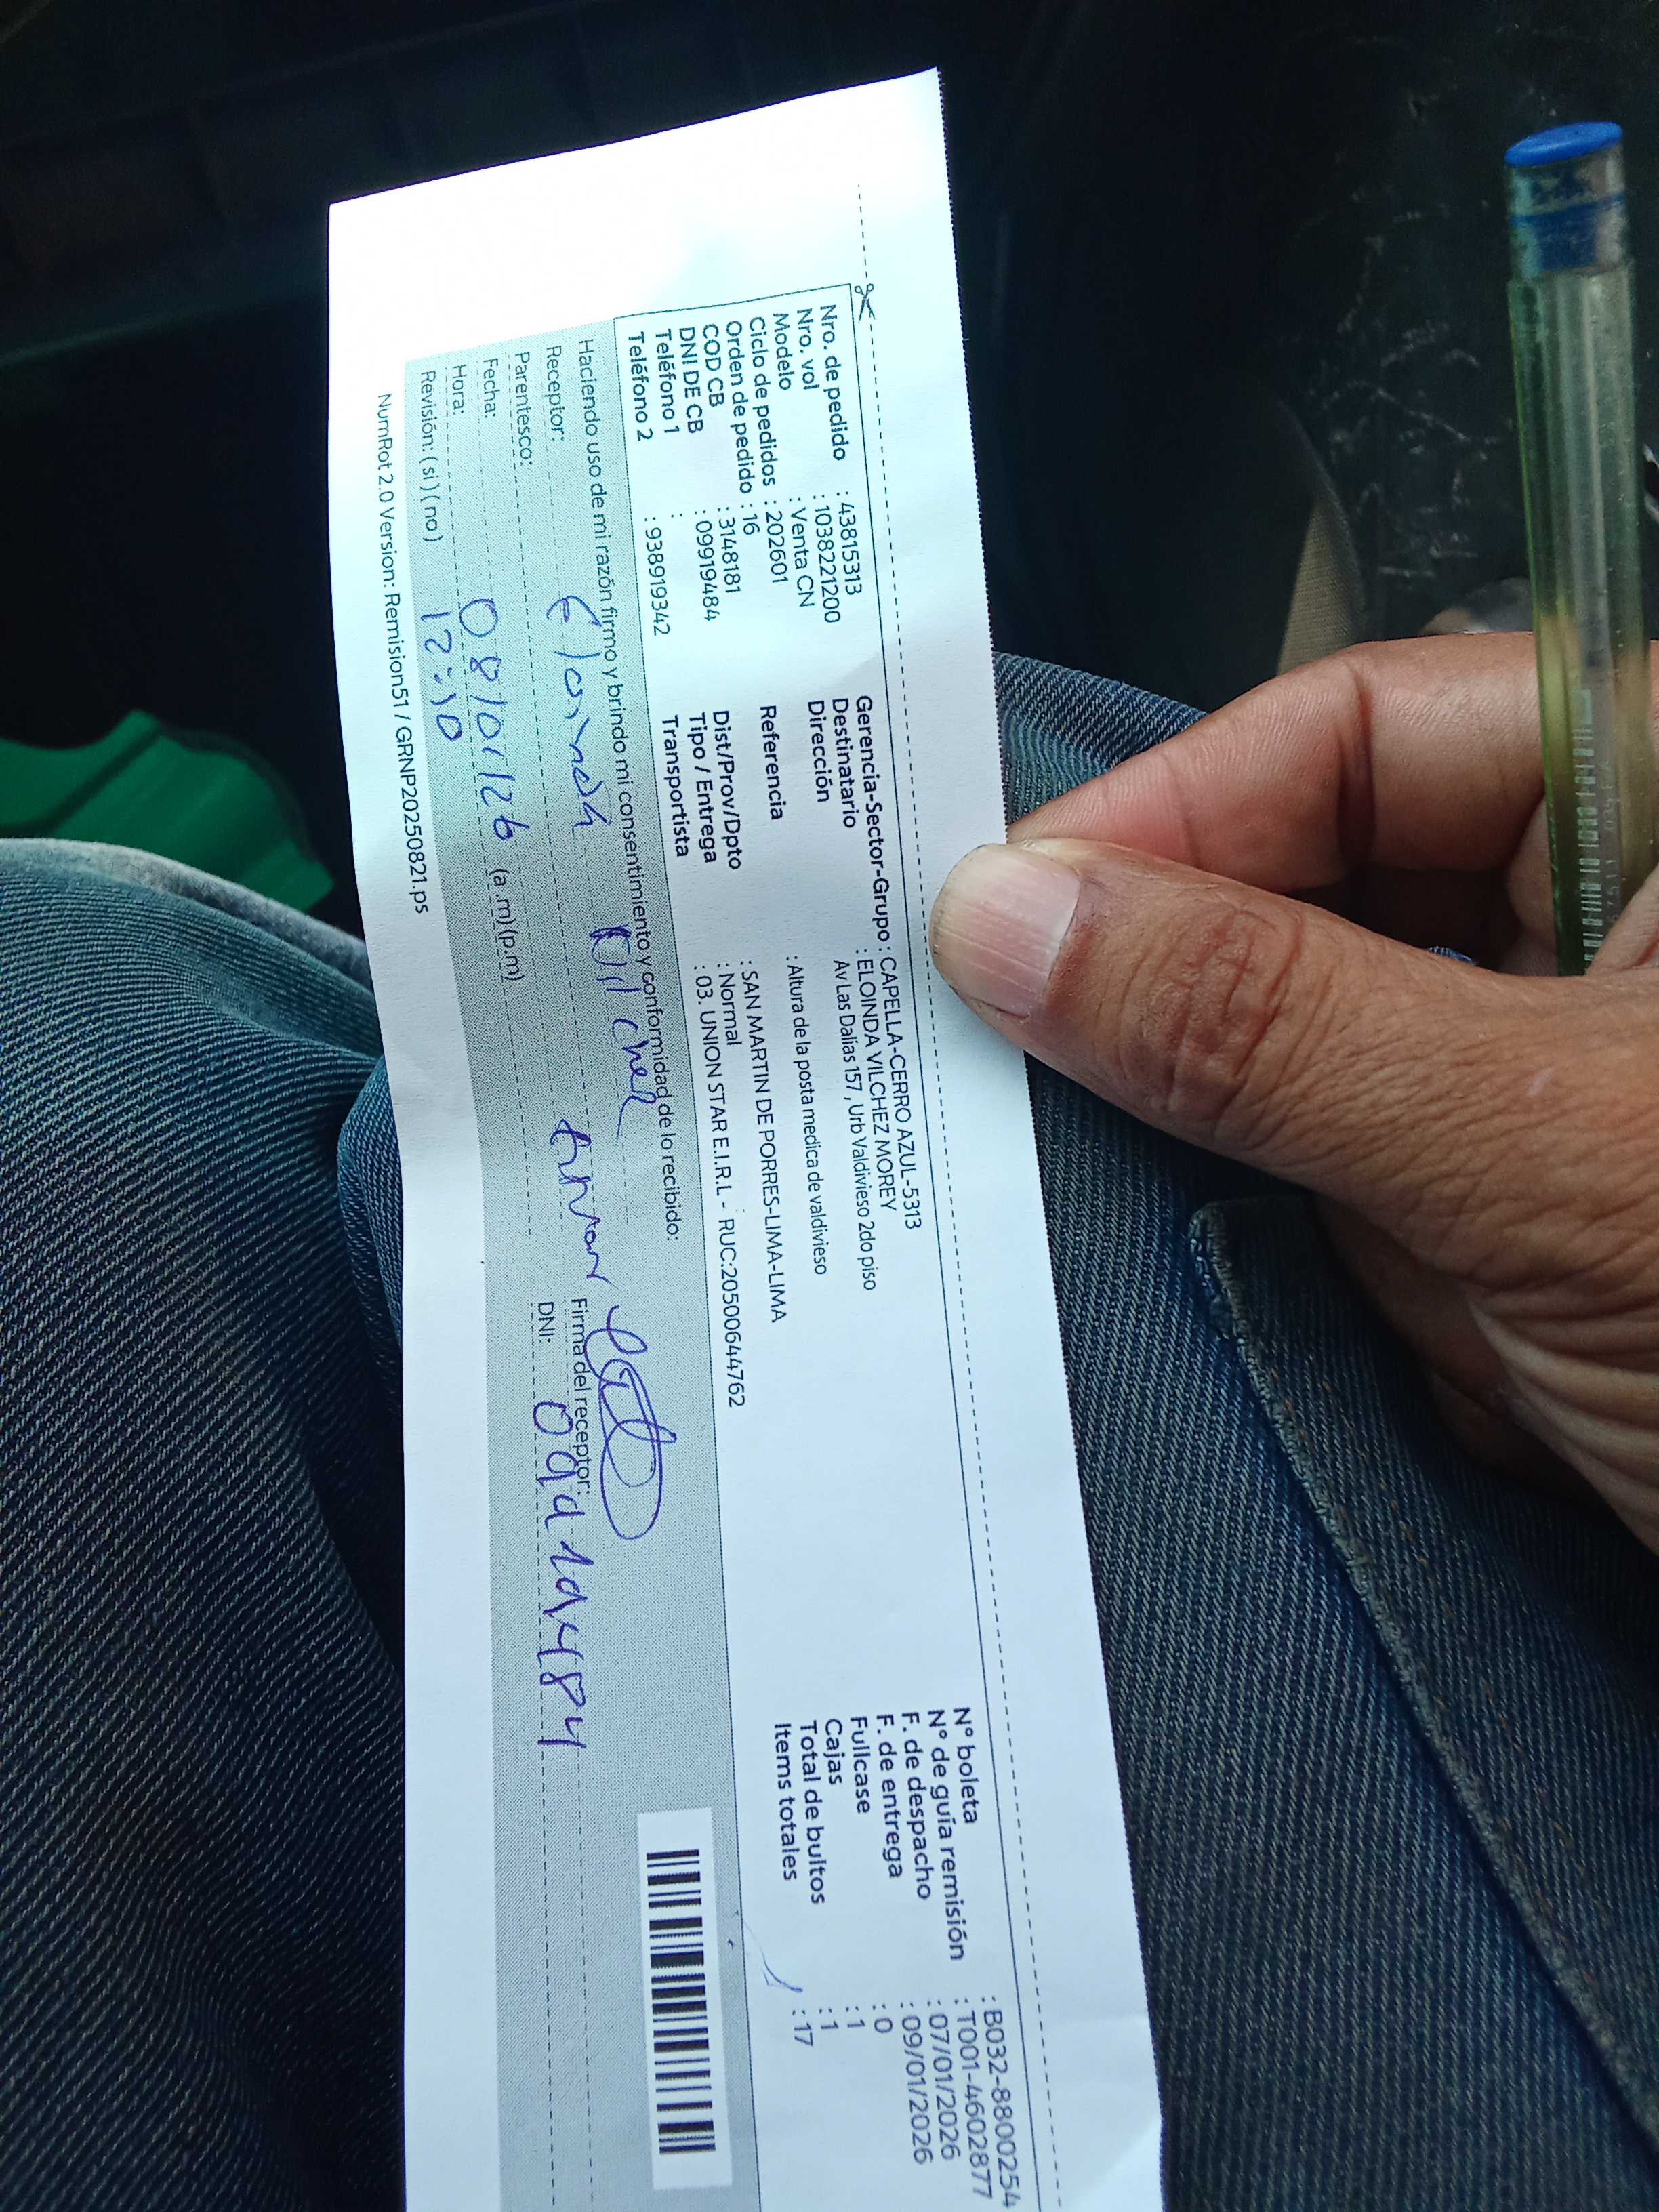 Nro. de pedido : 43815313
Nro. vol : 1038221200
Modelo : Venta CN
Ciclo de pedidos : 202601
Orden de pedido : 16
COD CB : 3148181
DNI DE CB : 09919484
Teléfono 1 :
Teléfono 2 : 938919342
Gerencia-Sector-Grupo : CAPELLA-CERRO AZUL-5313
Destinatario : ELOINDA VILCHEZ MOREY
Dirección Av Las Dalias 157 , Urb Valdivieso 2do piso
Referencia : Altura de la posta medica de valdivieso
Dist/Prov/Dpto : SAN MARTIN DE PORRES-LIMA-LIMA
Tipo / Entrega : Normal
Transportista : 03. UNION STAR E.I.R.L - RUC:20500644762
N° boleta : B032-8800254
N° de guía remisión : T001-4602877
F. de despacho : 07/01/2026
F. de entrega : 09/01/2026
Fullcase : 0
Cajas : 1
Total de bultos : 1
Items totales : 17
Haciendo uso de mi razón firmo y brindo mi consentimiento y conformidad de lo recibido:
Receptor: Eloinda Vilchez
Parentesco:
Firma del receptor:
Fecha: 08/01/26
DNI: 09919484
Hora: 12:10 (a .m) (p.m)
Revisión: ( si ) ( no )
NumRot 2.0 Version: Remision51 / GRNP20250821.ps